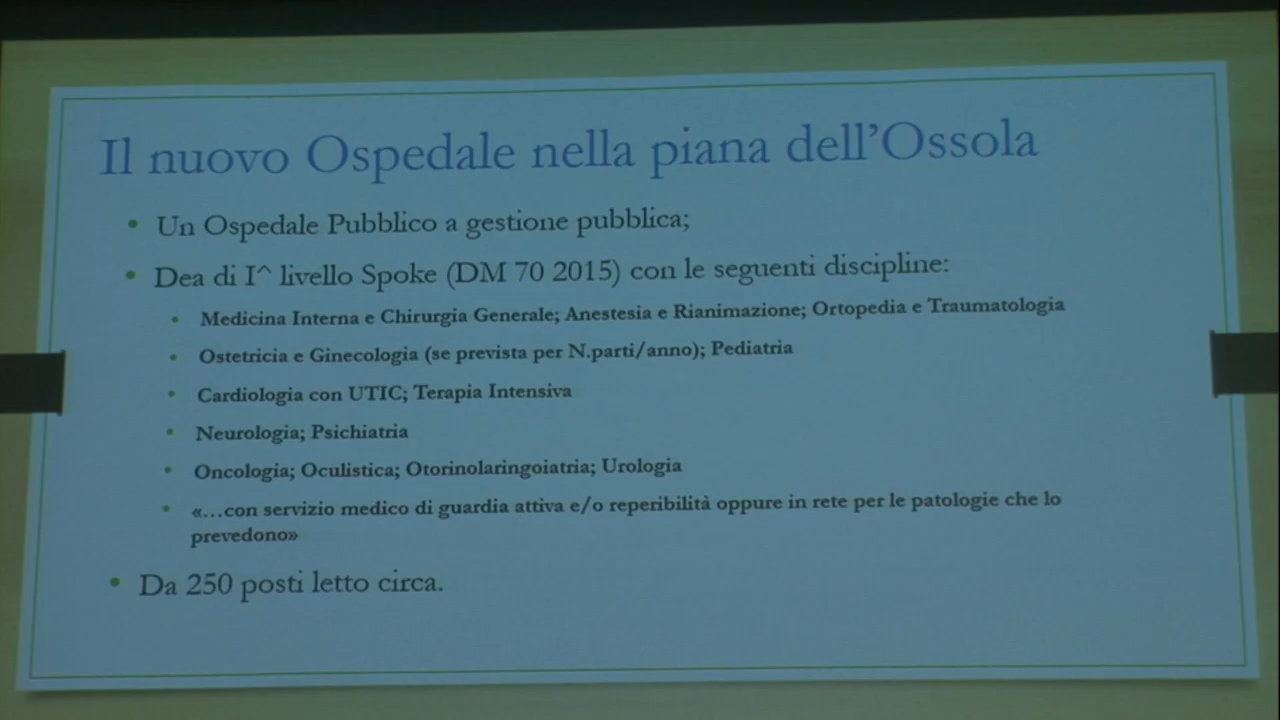 Il nuovo Ospedale nella piana dell'Ossola
• Un Ospedale Pubblico a gestione pubblica;
• Dea di I^ livello Spoke (DM 70 2015) con le seguenti discipline:
• Medicina Interna e Chirurgia Generale; Anestesia e Rianimazione; Ortopedia e Traumatologia
• Ostetricia e Ginecologia (se prevista per N.parti/anno); Pediatria
• Cardiologia con UTIC; Terapia Intensiva
• Neurologia; Psichiatria
• Oncologia; Oculistica; Otorinolaringoiatria; Urologia
• «…con servizio medico di guardia attiva e/o reperibilità oppure in rete per le patologie che lo
prevedono»
• Da 250 posti letto circa.